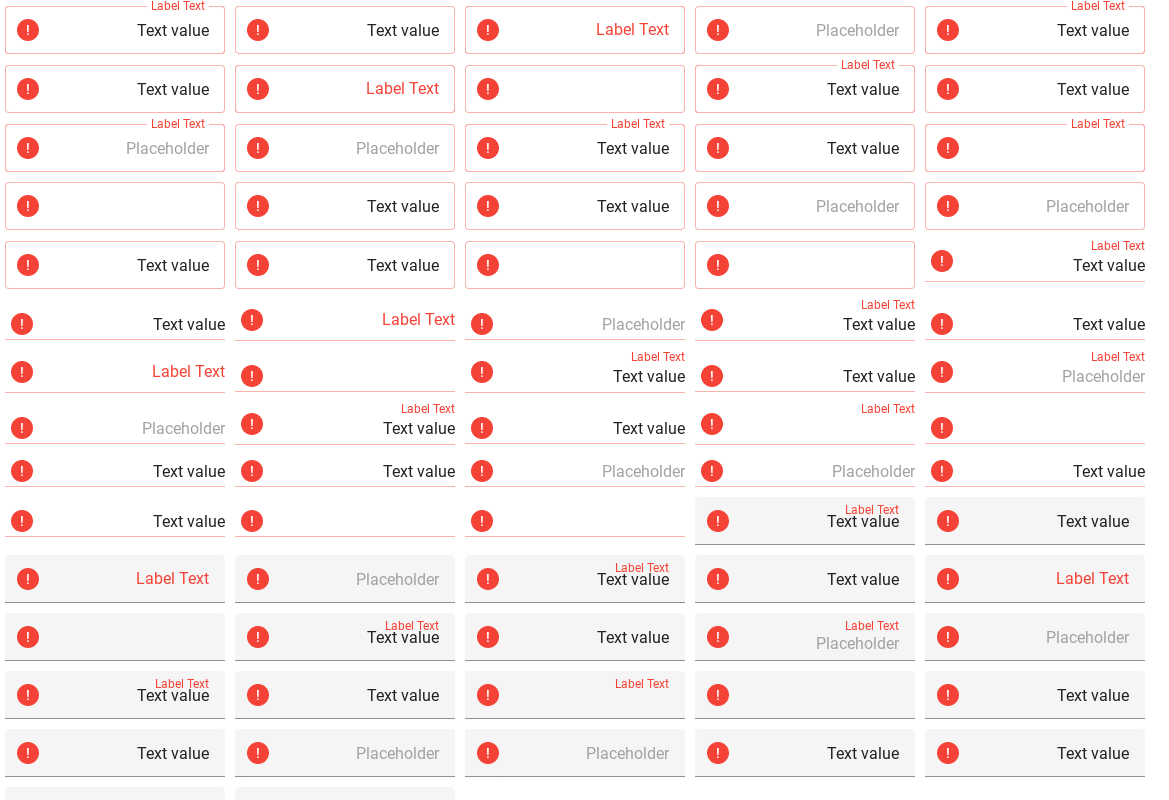 Label Text
Label Text
! Text value
! Text value
! Label Text
! Placeholder
! Text value
Label Text
! Text value
! Label Text
!
! Text value
! Text value
Label Text
Label Text
Label Text
! Placeholder
! Placeholder
! Text value
! Text value
!
!
! Text value
! Text value
! Placeholder
! Placeholder
Label Text
! Text value
! Text value
!
!
! Text value
Label Text
! Text value
! Label Text
! Placeholder
! Text value
! Text value
Label Text
Label Text
! Label Text
!
! Text value
! Text value
! Placeholder
Label Text
Label Text
! Placeholder
! Text value
! Text value
!
!
! Text value
! Text value
! Placeholder
! Placeholder
! Text value
Label Text
! Text value
!
!
! Text value
! Text value
Label Text
! Label Text
! Placeholder
! Text value
! Text value
! Label Text
Label Text
Label Text
!
! Text value
! Text value
! Placeholder
! Placeholder
Label Text
Label Text
! Text value
! Text value
!
!
! Text value
! Text value
! Placeholder
! Placeholder
! Text value
! Text value